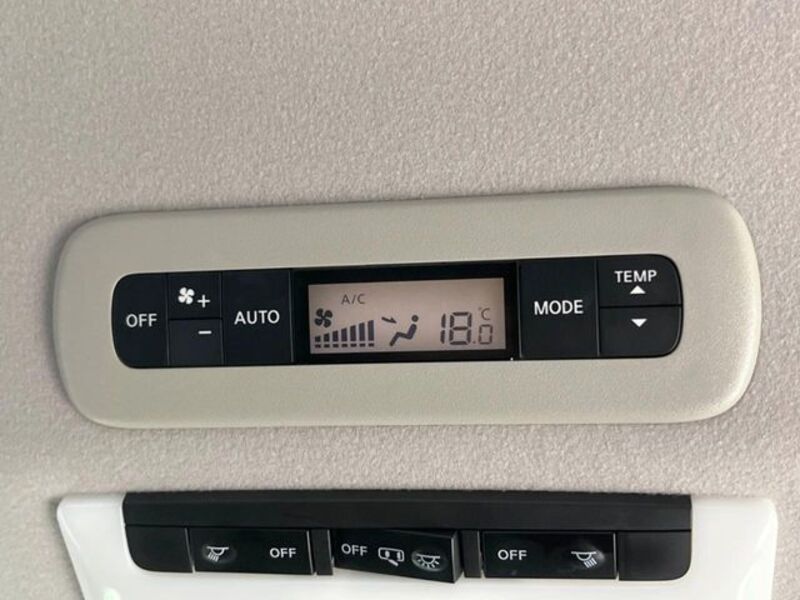 OFF
+
-
AUTO
A/C
18.0 °C
MODE
TEMP
OFF
OFF
OFF